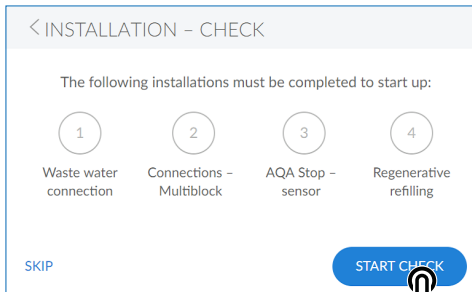 INSTALLATION – CHECK
The following installations must be completed to start up:
1 2 3 4
Waste water connection
Connections – Multiblock
AQA Stop – sensor
Regenerative refilling
SKIP
START CHECK